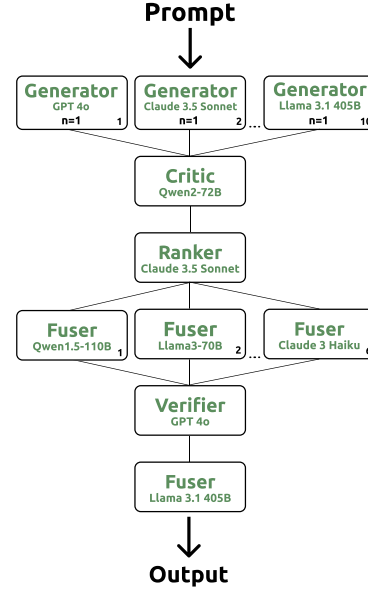 Prompt
Generator Generator Generator
GPT 4o Claude 3.5 Sonnet Llama 3.1 405B
n=1 1 n=1 2 ... n=1 10
Critic
Qwen2-72B
Ranker
Claude 3.5 Sonnet
Fuser Fuser Fuser
Qwen1.5-110B 1 Llama3-70B 2 ... Claude 3 Haiku
Verifier
GPT 4o
Fuser
Llama 3.1 405B
Output